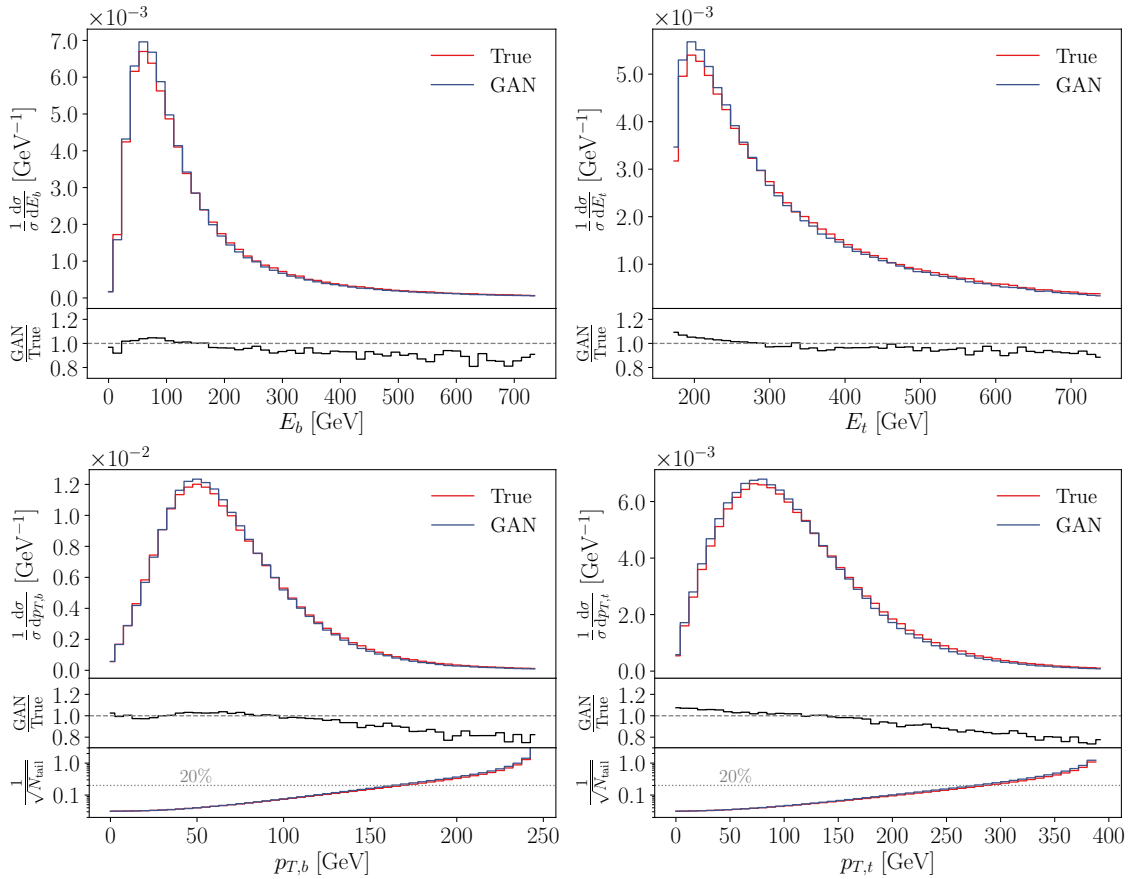 ×10⁻³
7.0
6.0
5.0
4.0
3.0
2.0
1.0
0.0
1/σ dσ/dE_b [GeV⁻¹]
True
GAN
1.2
1.0
0.8
GAN/True
0 100 200 300 400 500 600 700
E_b [GeV]
×10⁻³
5.0
4.0
3.0
2.0
1.0
1/σ dσ/dE_t [GeV⁻¹]
True
GAN
1.2
1.0
0.8
GAN/True
200 300 400 500 600 700
E_t [GeV]
×10⁻²
1.2
1.0
0.8
0.6
0.4
0.2
0.0
1/σ dσ/dp_{T,b} [GeV⁻¹]
True
GAN
1.2
1.0
0.8
GAN/True
1.0
0.1
1/√N_tail
20%
0 50 100 150 200 250
p_{T,b} [GeV]
×10⁻³
6.0
4.0
2.0
0.0
1/σ dσ/dp_{T,t} [GeV⁻¹]
True
GAN
1.2
1.0
0.8
GAN/True
1.0
0.1
1/√N_tail
20%
0 50 100 150 200 250 300 350 400
p_{T,t} [GeV]